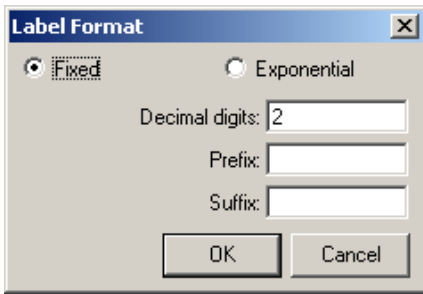 Label Format
Fixed Exponential
Decimal digits: 2
Prefix:
Suffix:
OK Cancel